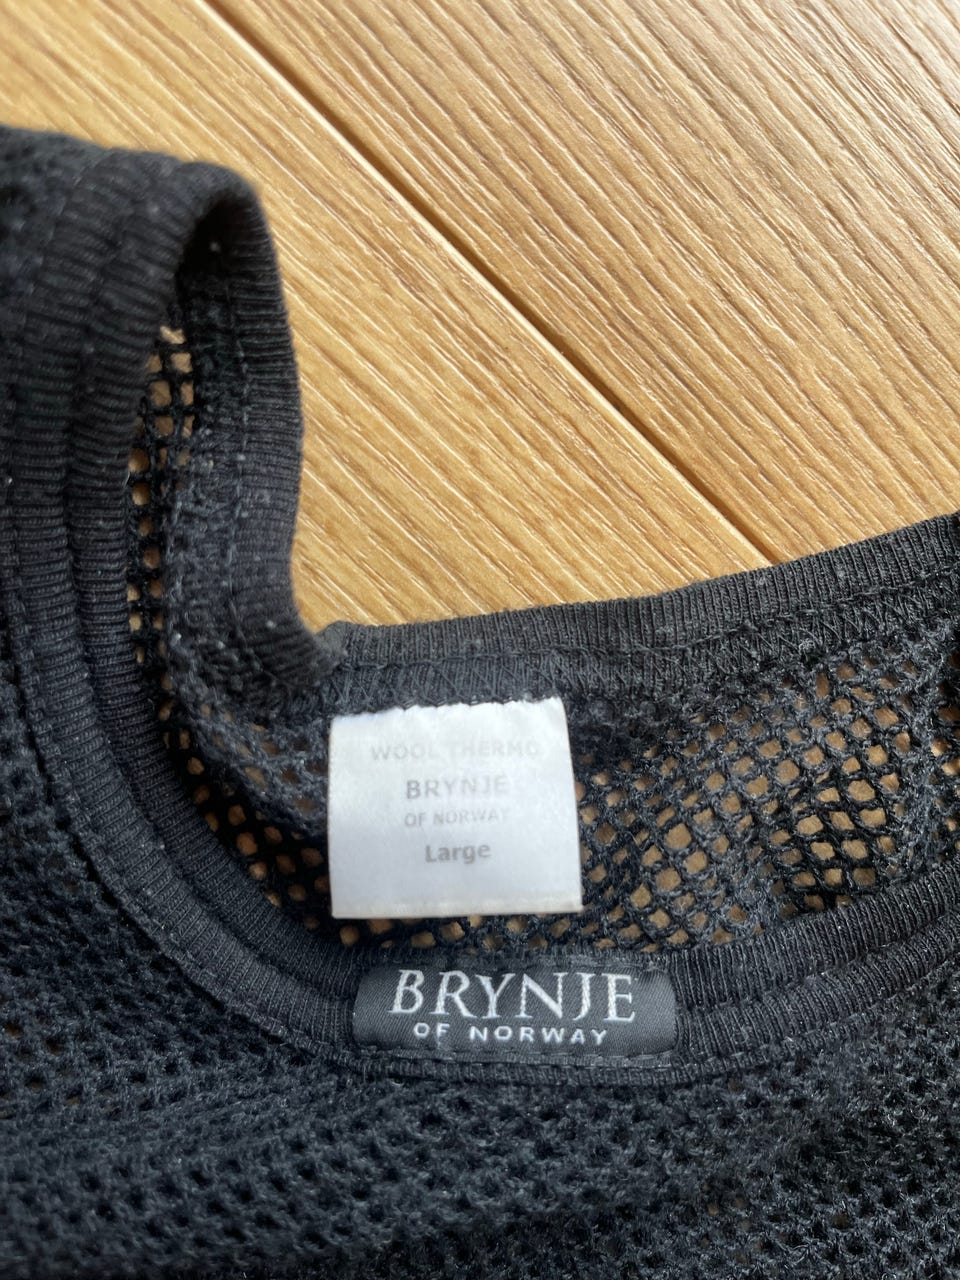 WOOL THERMO
BRYNJE
OF NORWAY
Large
BRYNJE
OF NORWAY